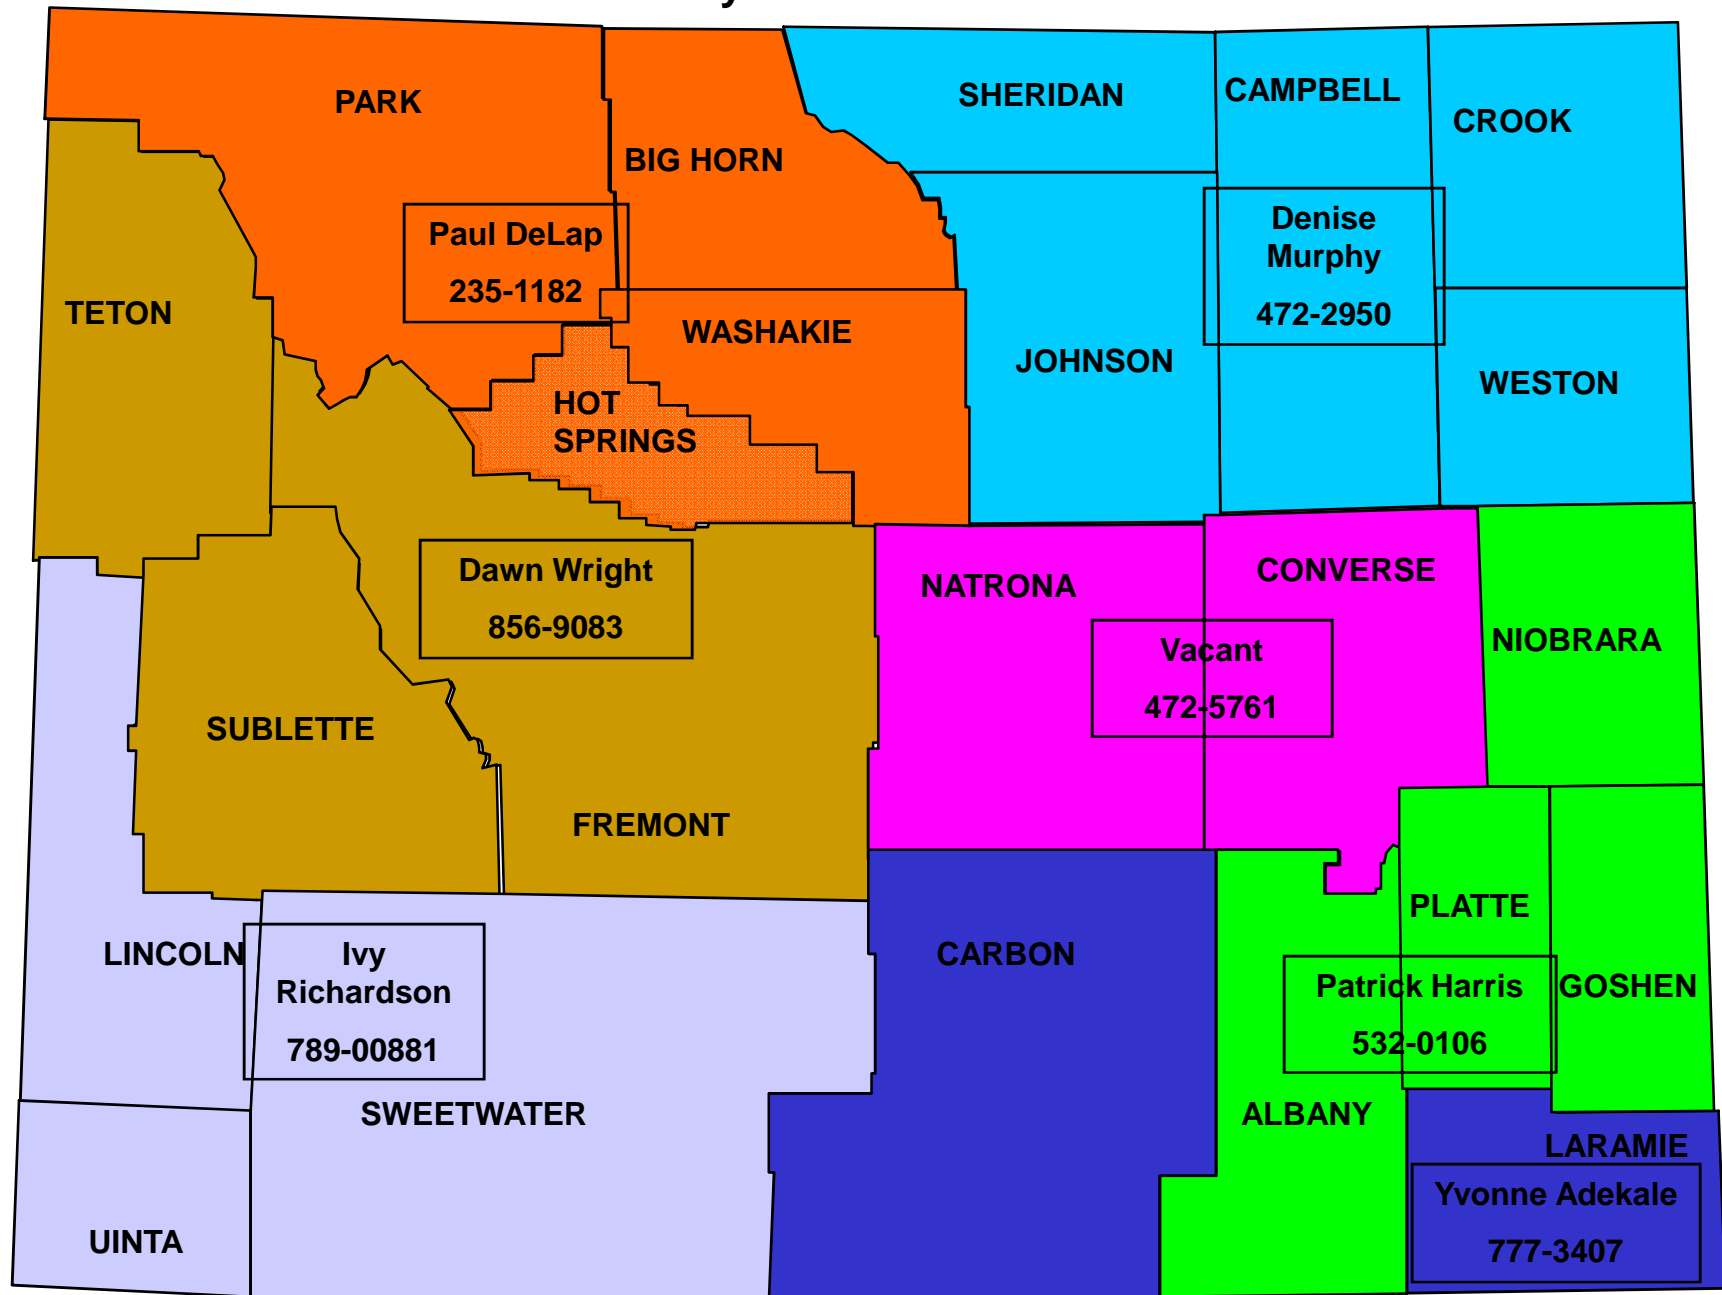 y
PARK
SHERIDAN
CAMPBELL
CROOK
BIG HORN
Paul DeLap
235-1182
Denise
Murphy
472-2950
TETON
WASHAKIE
JOHNSON
WESTON
HOT
SPRINGS
Dawn Wright
856-9083
NATRONA
CONVERSE
NIOBRARA
Vacant
472-5761
SUBLETTE
FREMONT
PLATTE
LINCOLN
Ivy
Richardson
789-00881
CARBON
Patrick Harris
532-0106
GOSHEN
SWEETWATER
ALBANY
LARAMIE
Yvonne Adekale
777-3407
UINTA